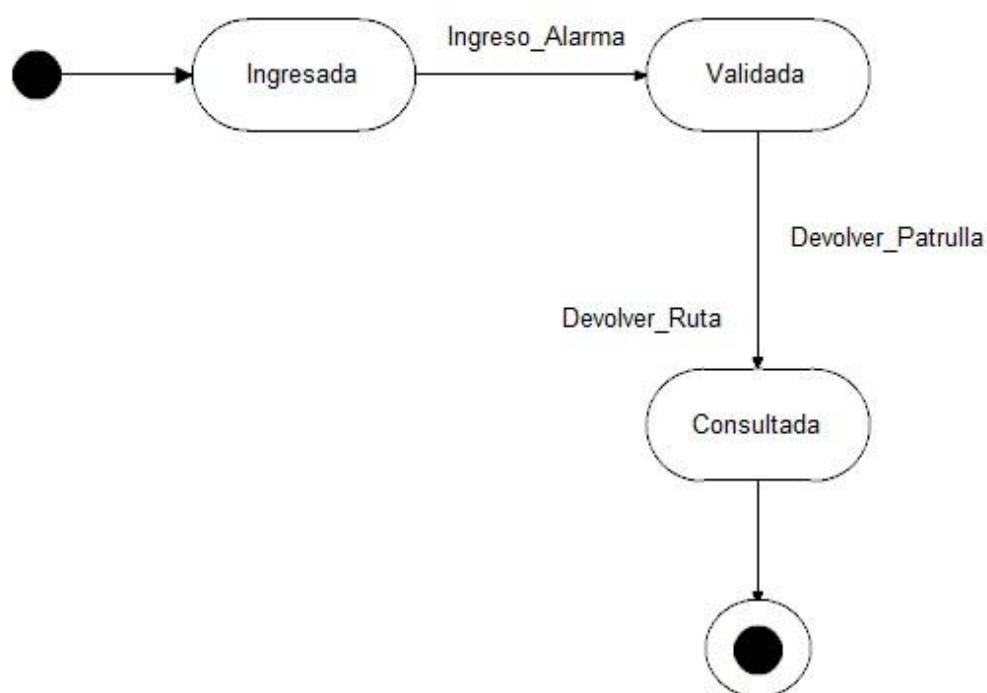 Ingreso_Alarma
Ingresada
Validada
Devolver_Patrulla
Devolver_Ruta
Consultada